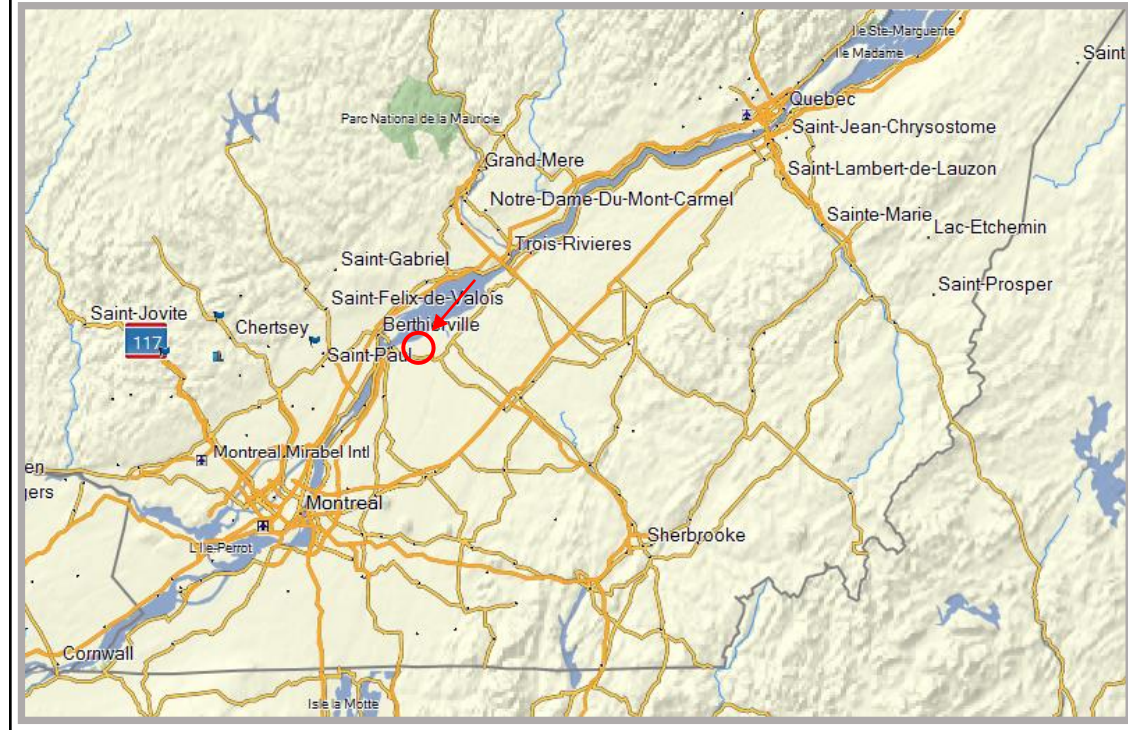 Ile Ste-Marguerite
Ile Madame
Saint
Quebec
Parc National de la Mauricie
Saint-Jean-Chrysostome
Grand-Mere
Saint-Lambert-de-Lauzon
Notre-Dame-Du-Mont-Carmel
Sainte-Marie
Lac-Etchemin
Trois-Rivieres
Saint-Gabriel
Saint-Prosper
Saint-Felix-de-Valois
Saint-Jovite
Chertsey
Berthierville
117
Saint-Paul
Montreal Mirabel Intl
en
gers
Montreal
Sherbrooke
L'Ile-Perrot
Cornwall
Isle la Motte